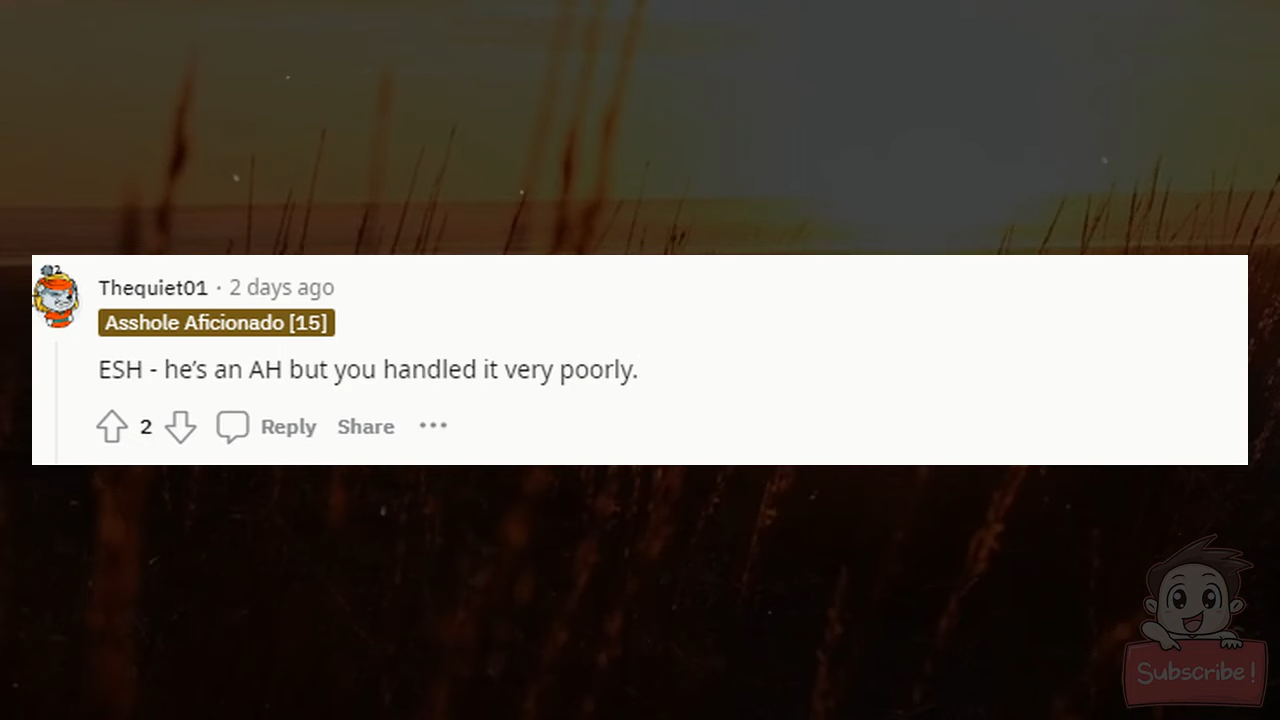 Thequiet01 · 2 days ago
Asshole Aficionado [15]
ESH - he’s an AH but you handled it very poorly.
2 Reply Share •••
Subscribe!